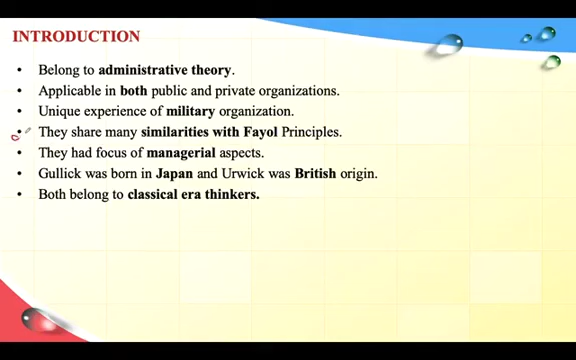 INTRODUCTION
• Belong to administrative theory.
• Applicable in both public and private organizations.
• Unique experience of military organization.
• They share many similarities with Fayol Principles.
• They had focus of managerial aspects.
• Gullick was born in Japan and Urwick was British origin.
• Both belong to classical era thinkers.